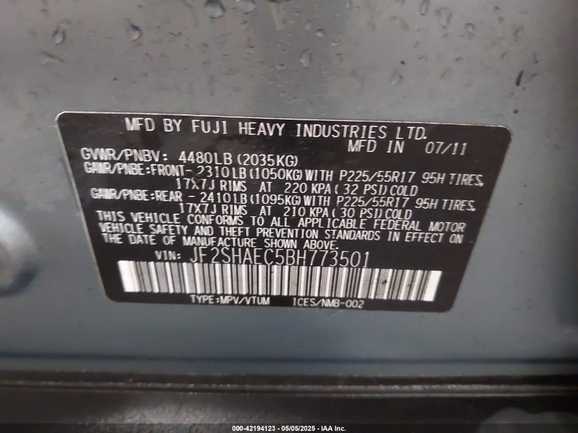 MFD BY FUJI HEAVY INDUSTRIES LTD.
MFD IN 07/11
GVWR/PNBV: 4480LB (2035KG)
GAWR/PNBE:FRONT-2310LB(1050KG)WITH P225/55R17 95H TIRES,
17X7J RIMS AT 220 KPA(32 PSI)COLD
GAWR/PNBE:REAR -2410LB(1095KG)WITH P225/55R17 95H TIRES,
17X7J RIMS AT 210 KPA(30 PSI)COLD
THIS VEHICLE CONFORMS TO ALL APPLICABLE FEDERAL MOTOR
VEHICLE SAFETY AND THEFT PREVENTION STANDARDS IN EFFECT ON
THE DATE OF MANUFACTURE SHOWN ABOVE.
VIN: JF2SHAEC5BH773501
TYPE:MPV/VTUM ICES/NMB-002
000-42194123 - 05/05/2025 - IAA Inc.